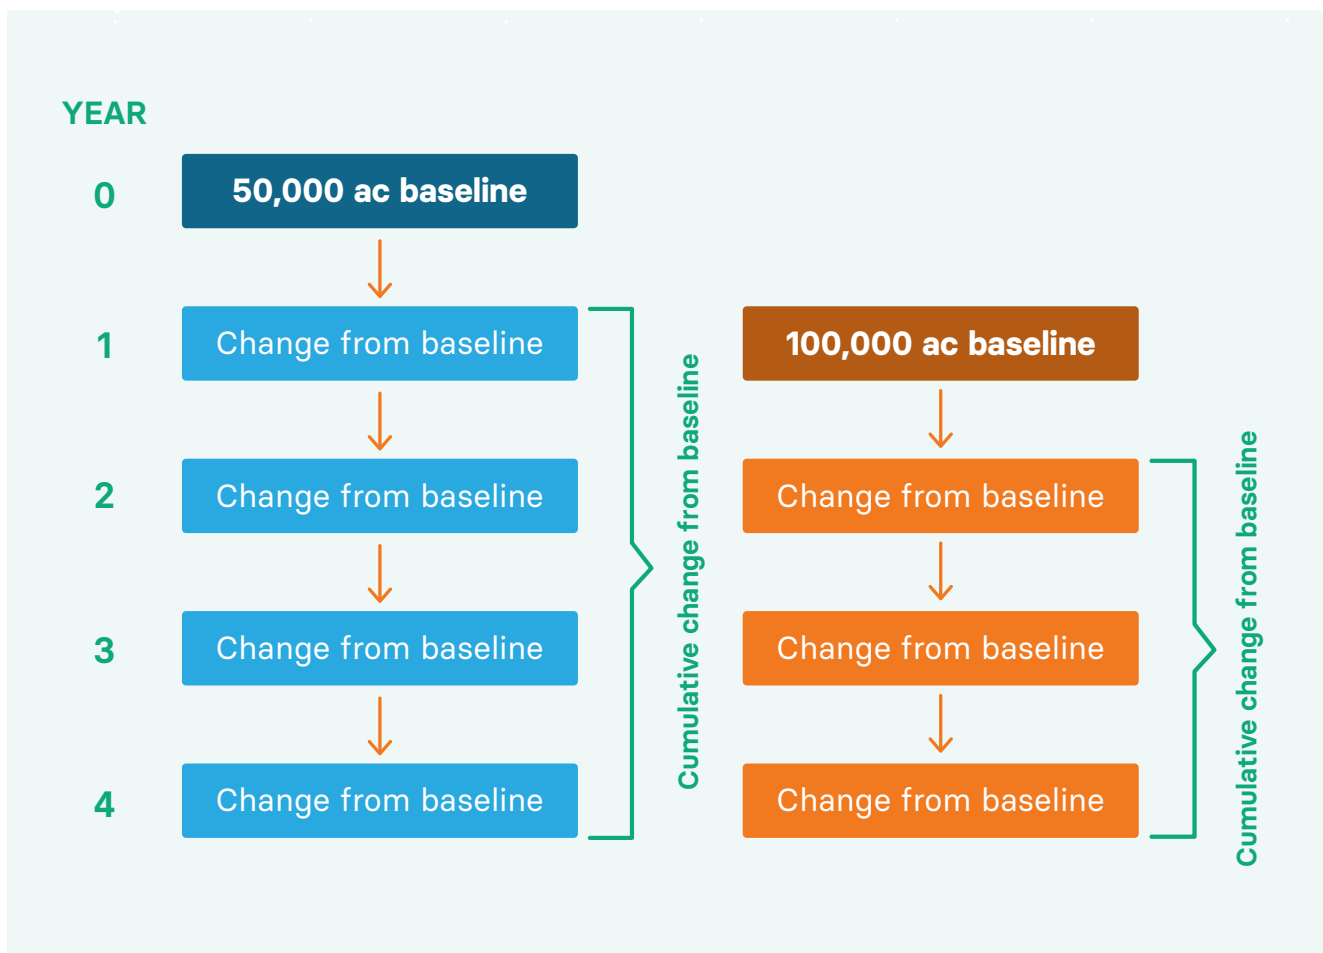 YEAR
0
50,000 ac baseline
1
Change from baseline
100,000 ac baseline
2
Change from baseline
Change from baseline
3
Change from baseline
Change from baseline
4
Change from baseline
Change from baseline
Cumulative change from baseline
Cumulative change from baseline